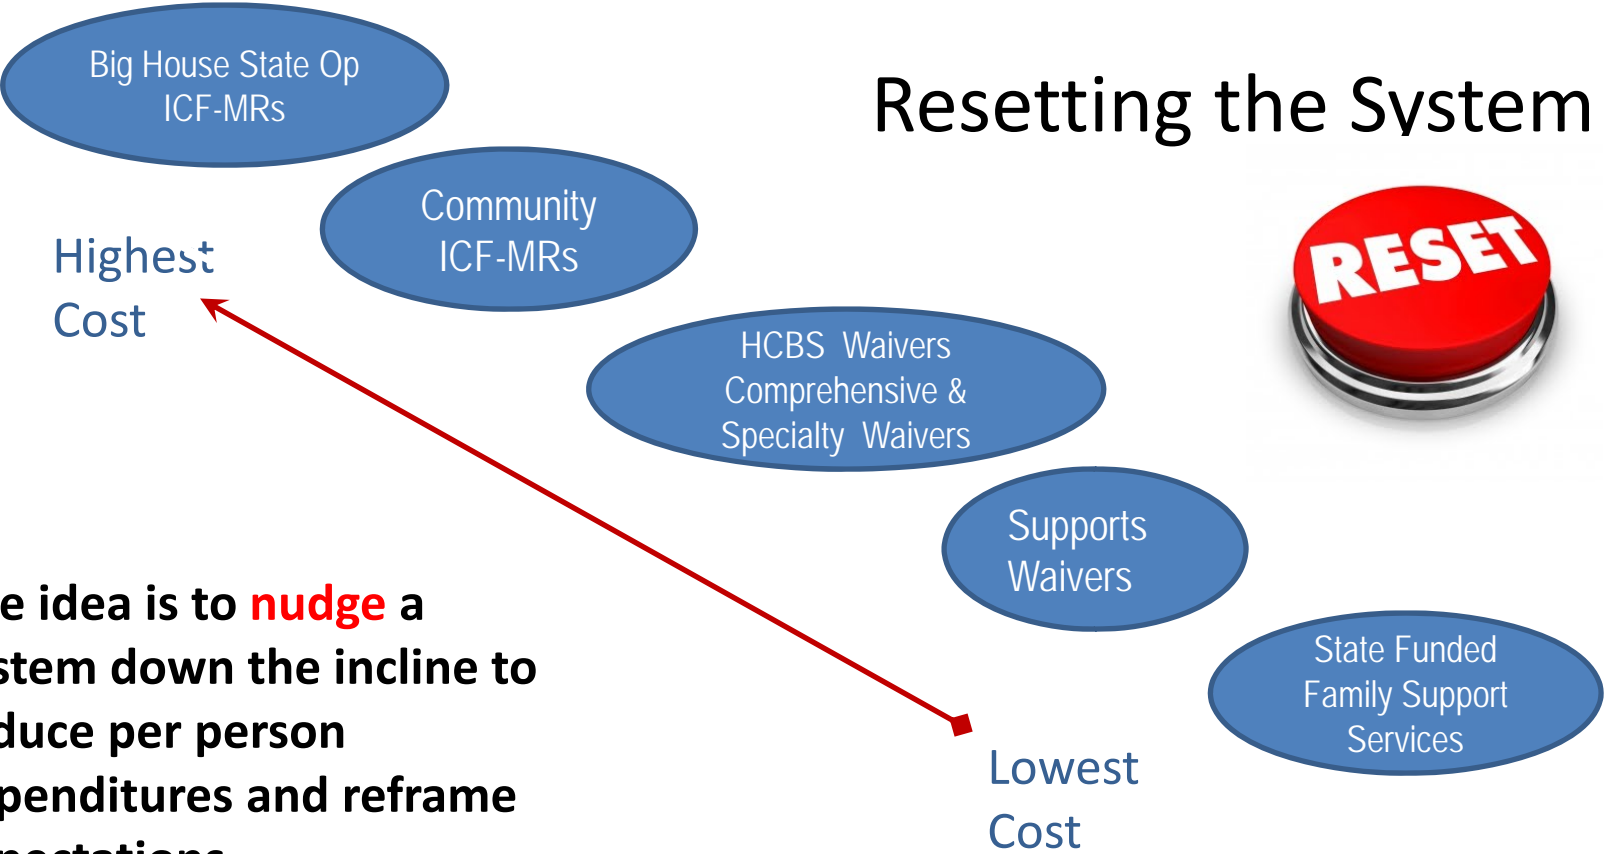 Big House State Op
ICF-MRs
Resetting the System
Community
ICF-MRs
Highest
Cost
RESET
HCBS Waivers
Comprehensive &
Specialty Waivers
Supports
Waivers
e idea is to nudge a
stem down the incline to
duce per person
penditures and reframe
State Funded
Family Support
Services
Lowest
Cost